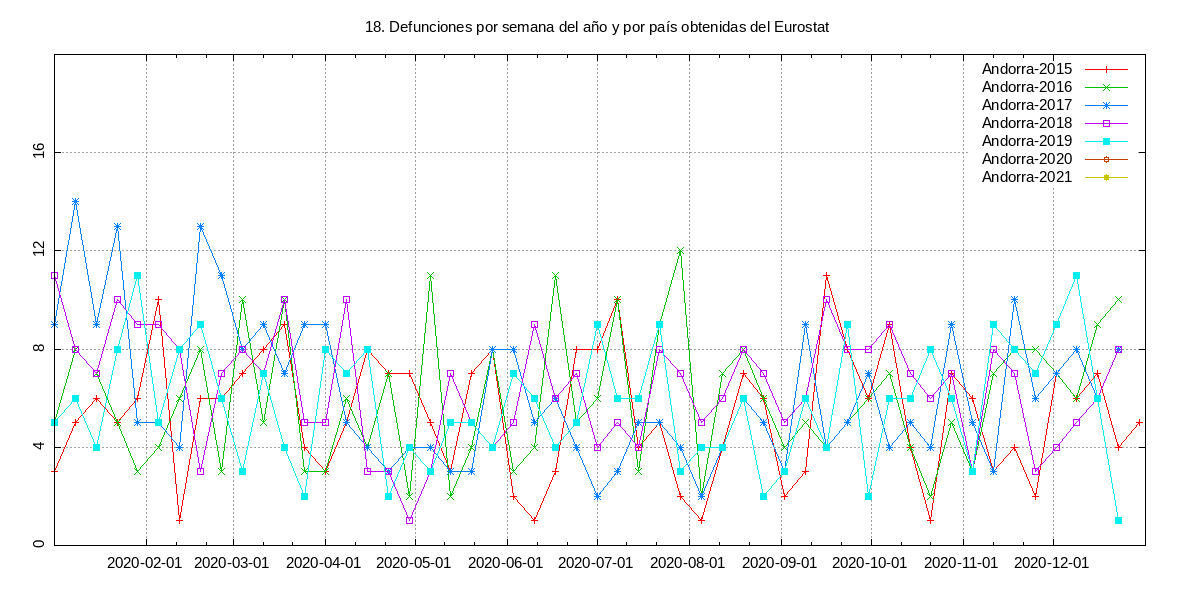 18. Defunciones por semana del año y por país obtenidas del Eurostat
Andorra-2015
Andorra-2016
Andorra-2017
Andorra-2018
Andorra-2019
Andorra-2020
Andorra-2021
16
12
8
4
0
2020-02-01 2020-03-01 2020-04-01 2020-05-01 2020-06-01 2020-07-01 2020-08-01 2020-09-01 2020-10-01 2020-11-01 2020-12-01